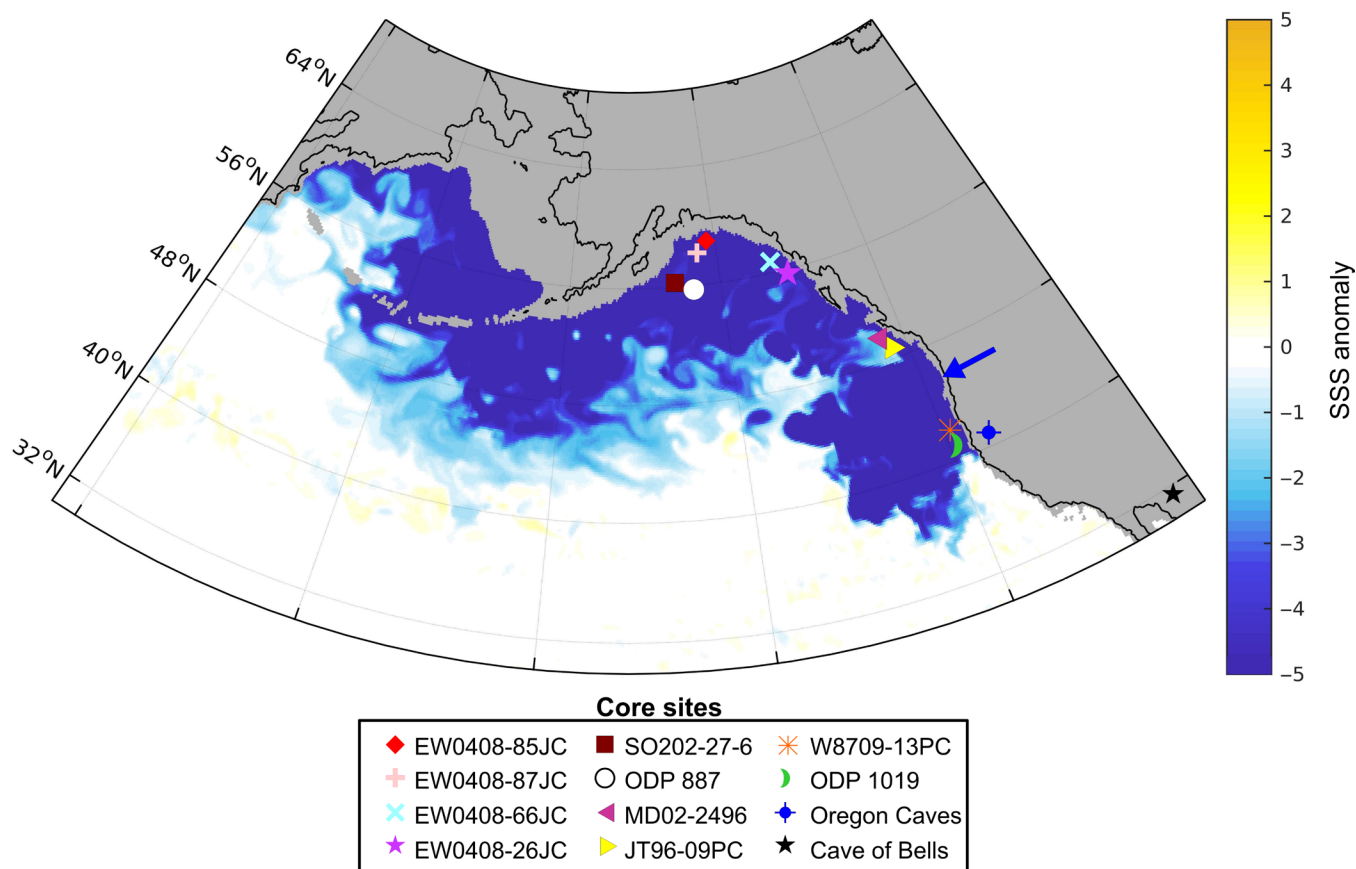 64°N
56°N
48°N
40°N
32°N
5
4
3
2
1
0
−1
−2
−3
−4
−5
SSS anomaly
Core sites
EW0408-85JC SO202-27-6 W8709-13PC
EW0408-87JC ODP 887 ODP 1019
EW0408-66JC MD02-2496 Oregon Caves
EW0408-26JC JT96-09PC Cave of Bells